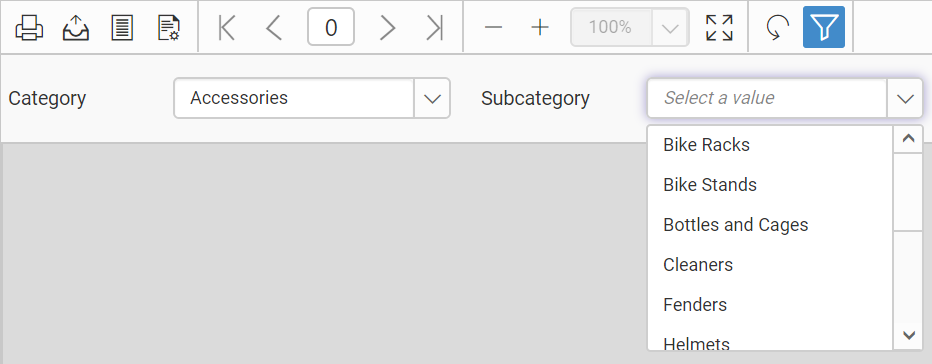 0
100%
Category
Accessories
Subcategory
Select a value
Bike Racks
Bike Stands
Bottles and Cages
Cleaners
Fenders
Helmets